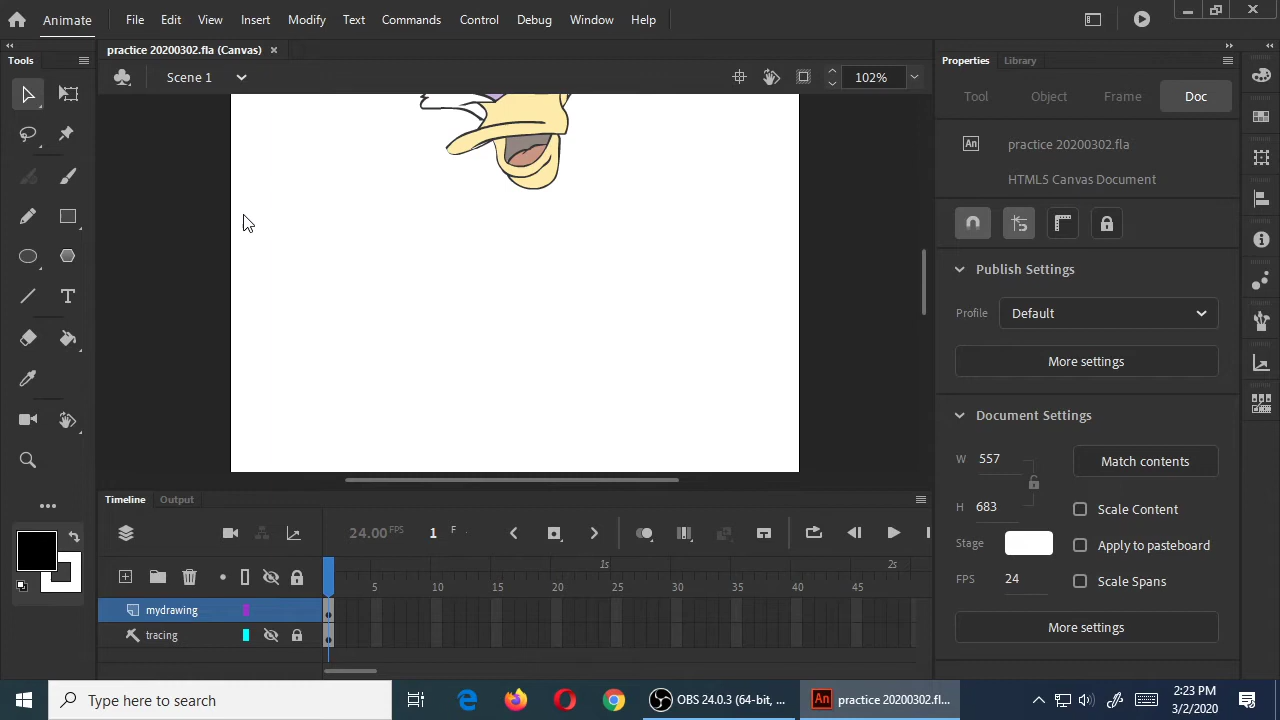 Animate File Edit View Insert Modify Text Commands Control Debug Window Help
Tools
practice 20200302.fla (Canvas)
Scene 1
102%
Properties Library
Tool Object Frame Doc
An practice 20200302.fla
HTML5 Canvas Document
Publish Settings
Profile Default
More settings
Document Settings
W 557 Match contents
H 683 Scale Content
Stage Apply to pasteboard
FPS 24 Scale Spans
More settings
T
Timeline Output
24.00 FPS 1 F
1s 2s
5 10 15 20 25 30 35 40 45
mydrawing
tracing
Type here to search
OBS 24.0.3 (64-bit, ...
An practice 20200302.fl...
2:23 PM
3/2/2020